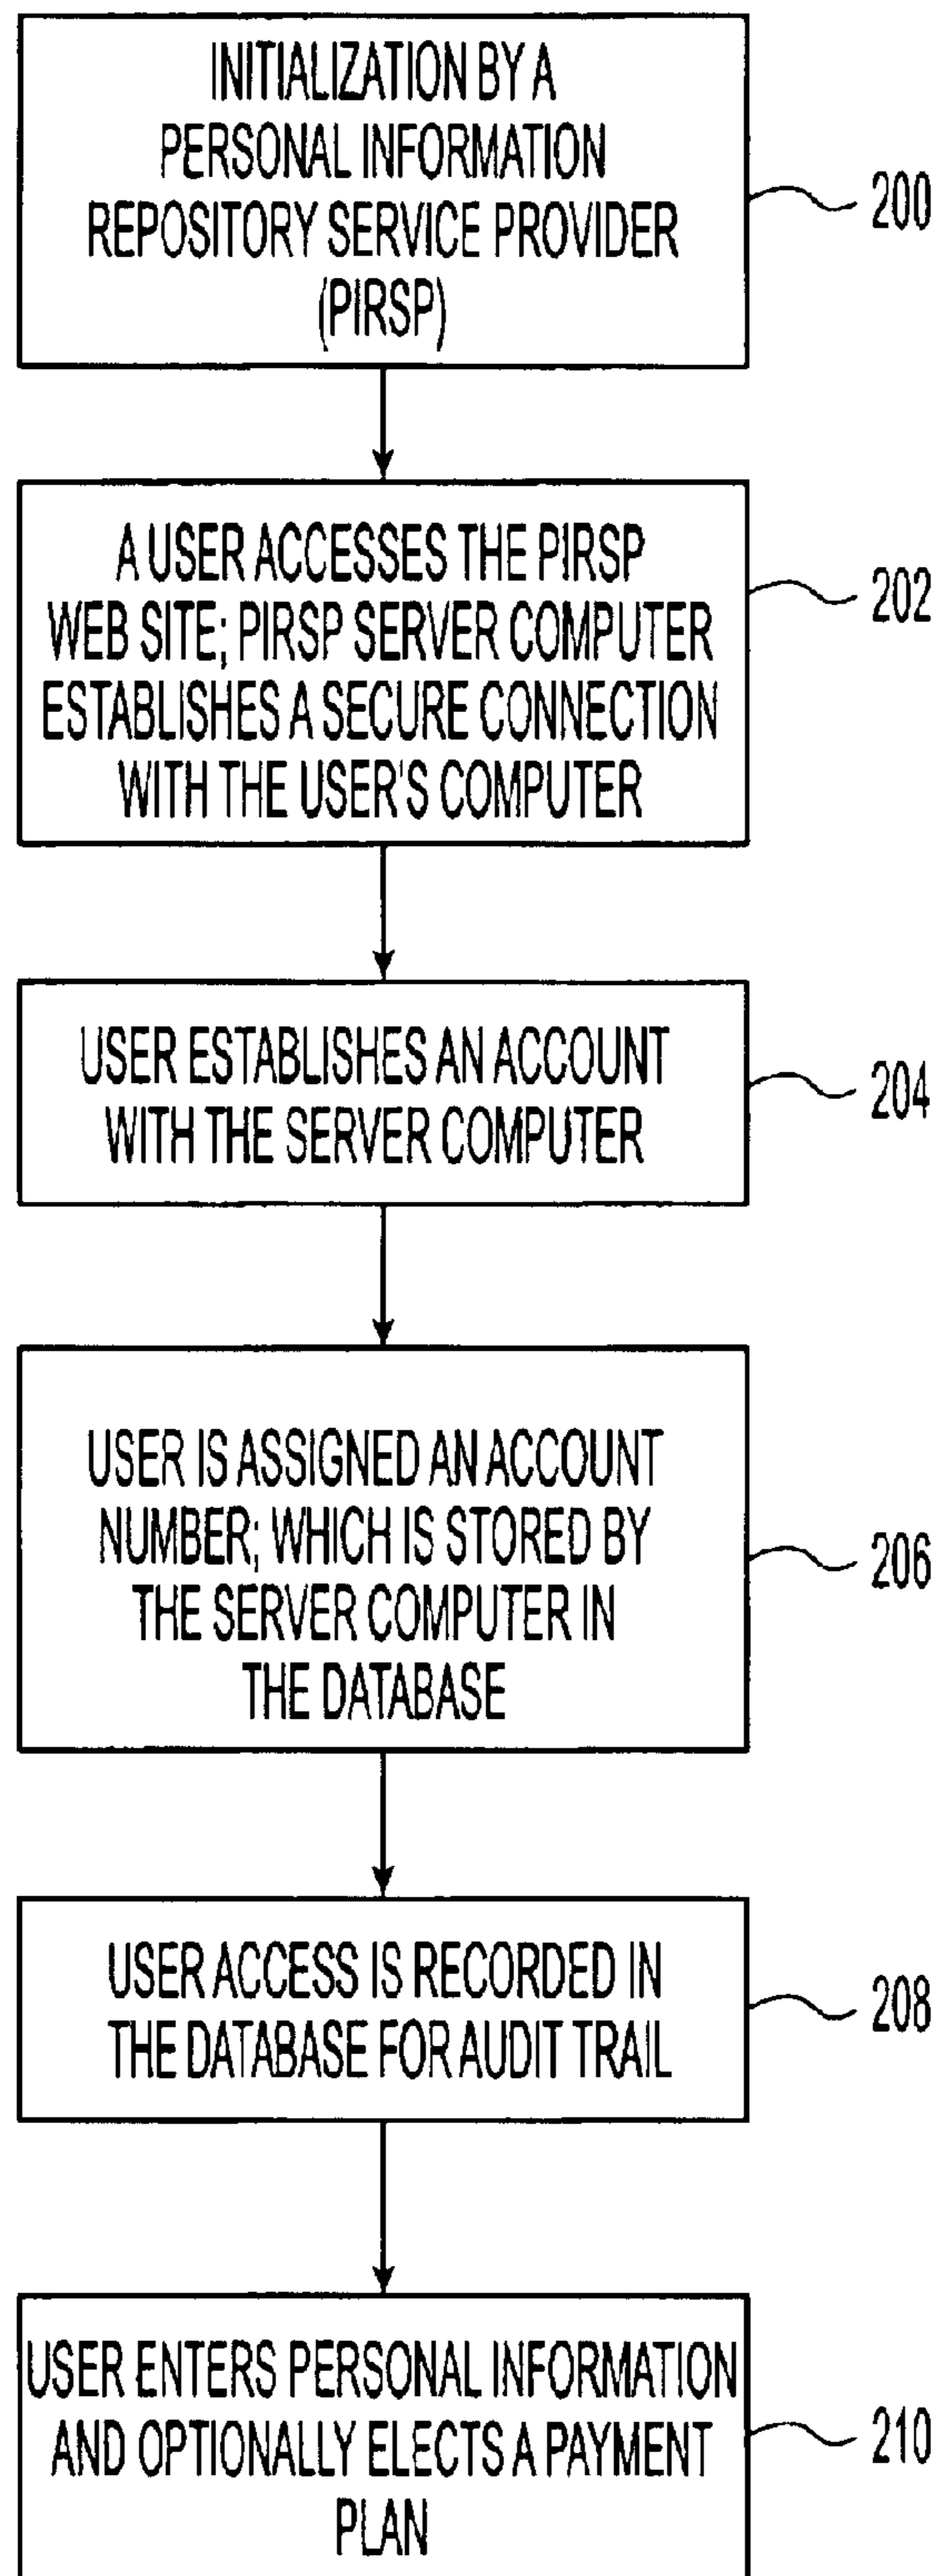 INITIALIZATION BY A
PERSONAL INFORMATION
REPOSITORY SERVICE PROVIDER
(PIRSP)
200
A USER ACCESSES THE PIRSP
WEB SITE; PIRSP SERVER COMPUTER
ESTABLISHES A SECURE CONNECTION
WITH THE USER'S COMPUTER
202
USER ESTABLISHES AN ACCOUNT
WITH THE SERVER COMPUTER
204
USER IS ASSIGNED AN ACCOUNT
NUMBER; WHICH IS STORED BY
THE SERVER COMPUTER IN
THE DATABASE
206
USER ACCESS IS RECORDED IN
THE DATABASE FOR AUDIT TRAIL
208
USER ENTERS PERSONAL INFORMATION
AND OPTIONALLY ELECTS A PAYMENT
PLAN
210